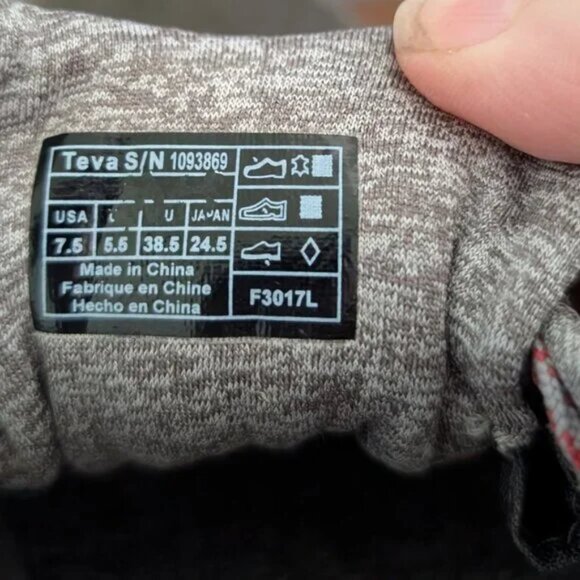 Teva S/N 1093869
USA U JAPAN
7.5 5.5 38.5 24.5
Made in China
Fabrique en Chine
Hecho en China
F3017L